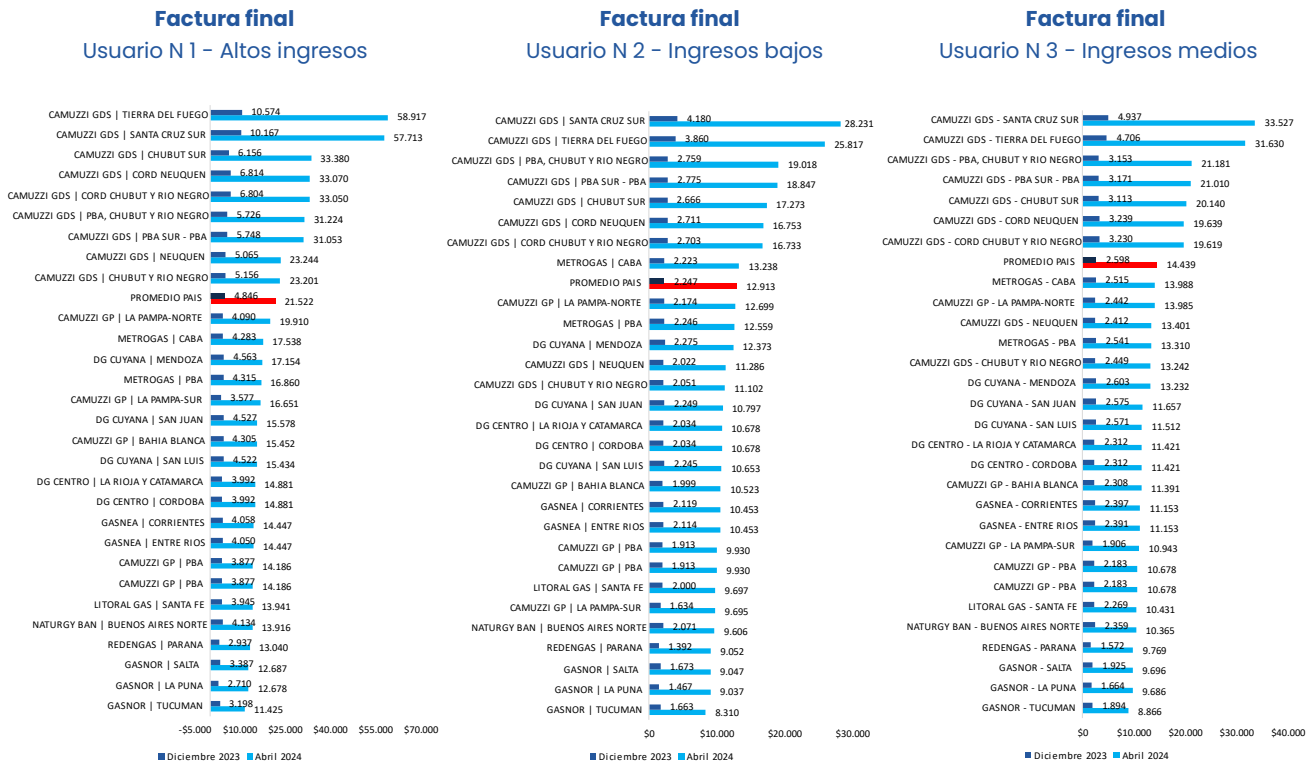 Factura final
Usuario N 1 - Altos ingresos
CAMUZZI GDS | TIERRA DEL FUEGO 10.574 58.917
CAMUZZI GDS | SANTA CRUZ SUR 10.167 57.713
CAMUZZI GDS | CHUBUT SUR 6.156 33.380
CAMUZZI GDS | CORD NEUQUEN 6.814 33.070
CAMUZZI GDS | CORD CHUBUT Y RIO NEGRO 6.804 33.050
CAMUZZI GDS | PBA, CHUBUT Y RIO NEGRO 5.726 31.224
CAMUZZI GDS | PBA SUR - PBA 5.748 31.053
CAMUZZI GDS | NEUQUEN 5.065 23.244
CAMUZZI GDS | CHUBUT Y RIO NEGRO 5.156 23.201
PROMEDIO PAIS 4.846 21.522
CAMUZZI GP | LA PAMPA-NORTE 4.090 19.910
METROGAS | CABA 4.283 17.538
DG CUYANA | MENDOZA 4.563 17.154
METROGAS | PBA 4.315 16.860
CAMUZZI GP | LA PAMPA-SUR 3.577 16.651
DG CUYANA | SAN JUAN 4.527 15.578
CAMUZZI GP | BAHIA BLANCA 4.305 15.452
DG CUYANA | SAN LUIS 4.522 15.434
DG CENTRO | LA RIOJA Y CATAMARCA 3.992 14.881
DG CENTRO | CORDOBA 3.992 14.881
GASNEA | CORRIENTES 4.058 14.447
GASNEA | ENTRE RIOS 4.050 14.447
CAMUZZI GP | PBA 3.877 14.186
CAMUZZI GP | PBA 3.877 14.186
LITORAL GAS | SANTA FE 3.945 13.941
NATURGY BAN | BUENOS AIRES NORTE 4.134 13.916
REDENGAS | PARANA 2.937 13.040
GASNOR | SALTA 3.387 12.687
GASNOR | LA PUNA 2.710 12.678
GASNOR | TUCUMAN 3.198 11.425
-$5.000 $10.000 $25.000 $40.000 $55.000 $70.000
Diciembre 2023 Abril 2024
Factura final
Usuario N 2 - Ingresos bajos
CAMUZZI GDS | SANTA CRUZ SUR 4.180 28.231
CAMUZZI GDS | TIERRA DEL FUEGO 3.860 25.817
CAMUZZI GDS | PBA, CHUBUT Y RIO NEGRO 2.759 19.018
CAMUZZI GDS | PBA SUR - PBA 2.775 18.847
CAMUZZI GDS | CHUBUT SUR 2.666 17.273
CAMUZZI GDS | CORD NEUQUEN 2.711 16.753
CAMUZZI GDS | CORD CHUBUT Y RIO NEGRO 2.703 16.733
METROGAS | CABA 2.223 13.238
PROMEDIO PAIS 2.247 12.913
CAMUZZI GP | LA PAMPA-NORTE 2.174 12.699
METROGAS | PBA 2.246 12.559
DG CUYANA | MENDOZA 2.275 12.373
CAMUZZI GDS | NEUQUEN 2.022 11.286
CAMUZZI GDS | CHUBUT Y RIO NEGRO 2.051 11.102
DG CUYANA | SAN JUAN 2.249 10.797
DG CENTRO | LA RIOJA Y CATAMARCA 2.034 10.678
DG CENTRO | CORDOBA 2.034 10.678
DG CUYANA | SAN LUIS 2.245 10.653
CAMUZZI GP | BAHIA BLANCA 1.999 10.523
GASNEA | CORRIENTES 2.119 10.453
GASNEA | ENTRE RIOS 2.114 10.453
CAMUZZI GP | PBA 1.913 9.930
CAMUZZI GP | PBA 1.913 9.930
LITORAL GAS | SANTA FE 2.000 9.697
CAMUZZI GP | LA PAMPA-SUR 1.634 9.695
NATURGY BAN | BUENOS AIRES NORTE 2.071 9.606
REDENGAS | PARANA 1.392 9.052
GASNOR | SALTA 1.673 9.047
GASNOR | LA PUNA 1.467 9.037
GASNOR | TUCUMAN 1.663 8.310
$0 $10.000 $20.000 $30.000
Diciembre 2023 Abril 2024
Factura final
Usuario N 3 - Ingresos medios
CAMUZZI GDS - SANTA CRUZ SUR 4.937 33.527
CAMUZZI GDS - TIERRA DEL FUEGO 4.706 31.630
CAMUZZI GDS - PBA, CHUBUT Y RIO NEGRO 3.153 21.181
CAMUZZI GDS - PBA SUR - PBA 3.171 21.010
CAMUZZI GDS - CHUBUT SUR 3.113 20.140
CAMUZZI GDS - CORD NEUQUEN 3.239 19.639
CAMUZZI GDS - CORD CHUBUT Y RIO NEGRO 3.230 19.619
PROMEDIO PAIS 2.598 14.439
METROGAS - CABA 2.515 13.988
CAMUZZI GP - LA PAMPA-NORTE 2.442 13.985
CAMUZZI GDS - NEUQUEN 2.412 13.401
METROGAS - PBA 2.541 13.310
CAMUZZI GDS - CHUBUT Y RIO NEGRO 2.449 13.242
DG CUYANA - MENDOZA 2.603 13.232
DG CUYANA - SAN JUAN 2.575 11.657
DG CUYANA - SAN LUIS 2.571 11.512
DG CENTRO - LA RIOJA Y CATAMARCA 2.312 11.421
DG CENTRO - CORDOBA 2.312 11.421
CAMUZZI GP - BAHIA BLANCA 2.308 11.391
GASNEA - CORRIENTES 2.397 11.153
GASNEA - ENTRE RIOS 2.391 11.153
CAMUZZI GP - LA PAMPA-SUR 1.906 10.943
CAMUZZI GP - PBA 2.183 10.678
CAMUZZI GP - PBA 2.183 10.678
LITORAL GAS - SANTA FE 2.269 10.431
NATURGY BAN - BUENOS AIRES NORTE 2.359 10.365
REDENGAS - PARANA 1.572 9.769
GASNOR - SALTA 1.925 9.696
GASNOR - LA PUNA 1.664 9.686
GASNOR - TUCUMAN 1.894 8.866
$0 $10.000 $20.000 $30.000 $40.000
Diciembre 2023 Abril 2024